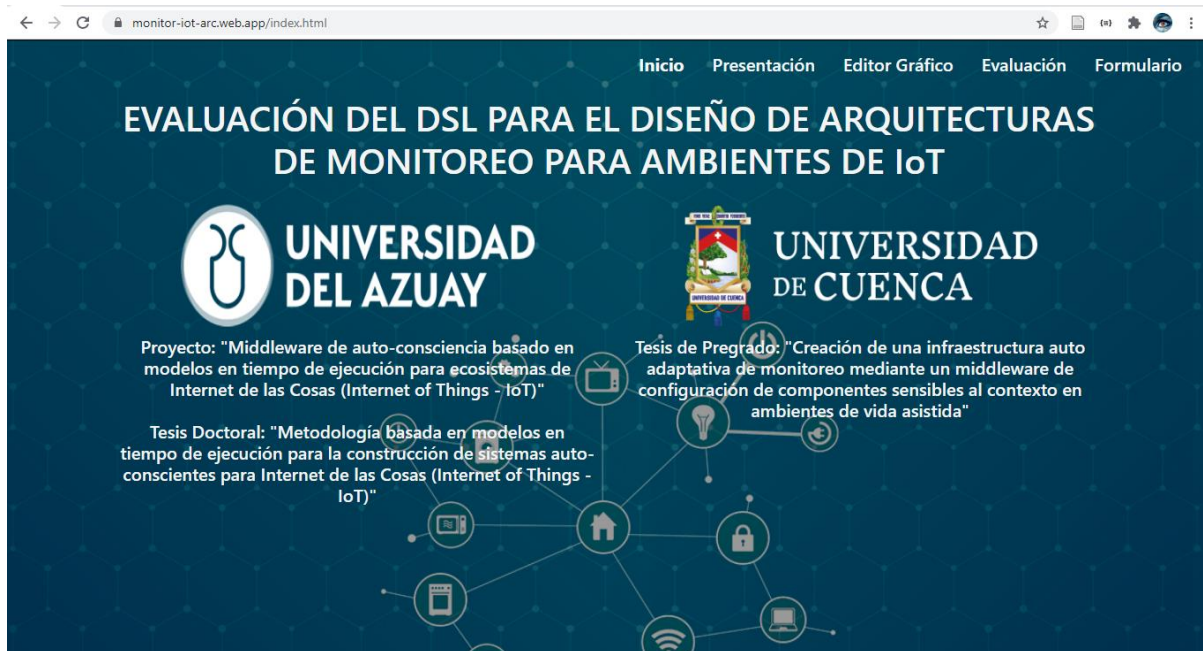 monitor-iot-arc.web.app/index.html
Inicio Presentación Editor Gráfico Evaluación Formulario
EVALUACIÓN DEL DSL PARA EL DISEÑO DE ARQUITECTURAS
DE MONITOREO PARA AMBIENTES DE IoT
UNIVERSIDAD
DEL AZUAY
UNIVERSIDAD
DE CUENCA
UNIVERSIDAD DE CUENCA
Proyecto: "Middleware de auto-consciencia basado en
modelos en tiempo de ejecución para ecosistemas de
Internet de las Cosas (Internet of Things - IoT)"
Tesis Doctoral: "Metodología basada en modelos en
tiempo de ejecución para la construcción de sistemas auto-
conscientes para Internet de las Cosas (Internet of Things -
IoT)"
Tesis de Pregrado: "Creación de una infraestructura auto
adaptativa de monitoreo mediante un middleware de
configuración de componentes sensibles al contexto en
ambientes de vida asistida"